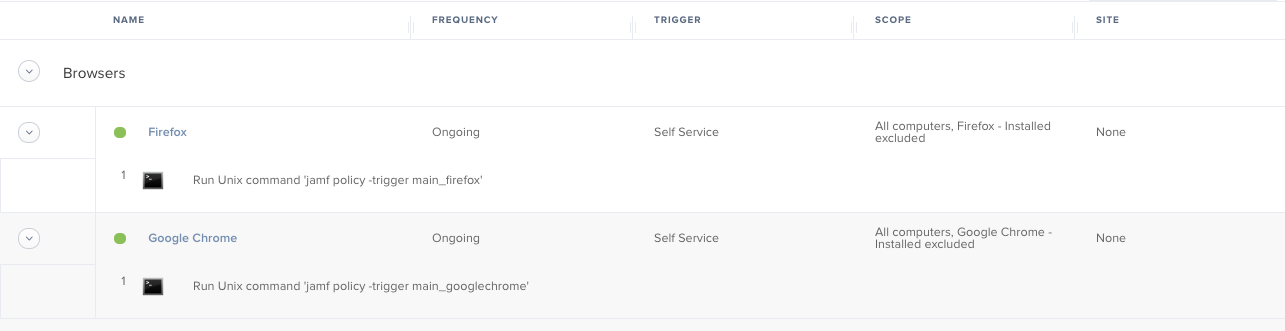 NAME FREQUENCY TRIGGER SCOPE SITE
Browsers
Firefox Ongoing Self Service All computers, Firefox - Installed excluded None
1 Run Unix command 'jamf policy -trigger main_firefox'
Google Chrome Ongoing Self Service All computers, Google Chrome - Installed excluded None
1 Run Unix command 'jamf policy -trigger main_googlechrome'